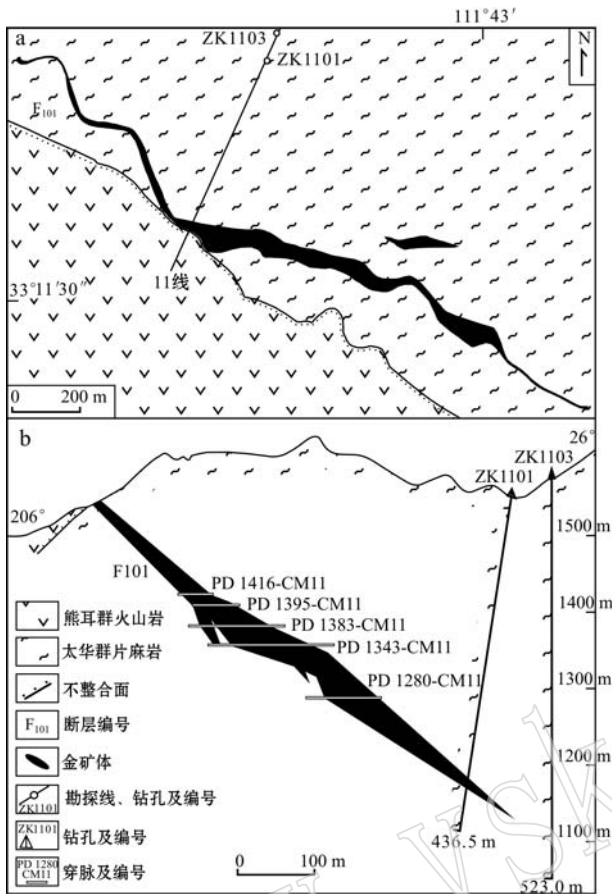 a
ZK1103
ZK1101
111°43′
N
F101
11线
33°11′30″
0 200 m
b
206°
26°
ZK1101
ZK1103
F101
PD 1416-CM11
PD 1395-CM11
PD 1383-CM11
PD 1343-CM11
PD 1280-CM11
1500 m
1400 m
1300 m
1200 m
1100 m
436.5 m
523.0 m
0 100 m
熊耳群火山岩
太华群片麻岩
不整合面
F101 断层编号
金矿体
ZK1101 勘探线、钻孔及编号
ZK1101 钻孔及编号
PD 1280
CM11 穿脉及编号